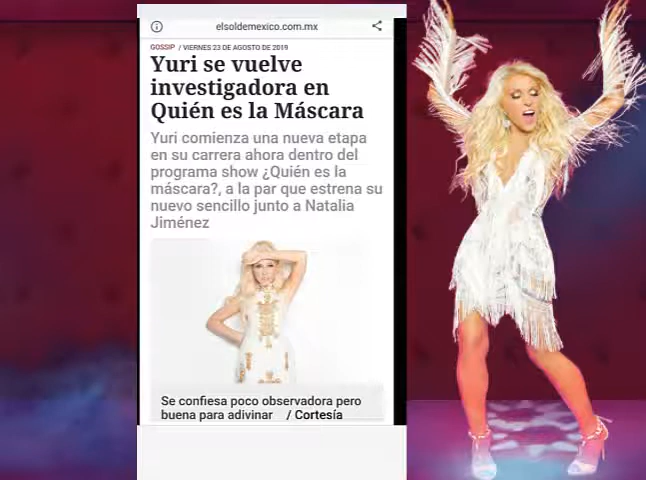 elsoldemexico.com.mx
GOSSIP / VIERNES 23 DE AGOSTO DE 2019
Yuri se vuelve
investigadora en
Quién es la Máscara
Yuri comienza una nueva etapa
en su carrera ahora dentro del
programa show ¿Quién es la
máscara?, a la par que estrena su
nuevo sencillo junto a Natalia
Jiménez
Se confiesa poco observadora pero
buena para adivinar / Cortesía